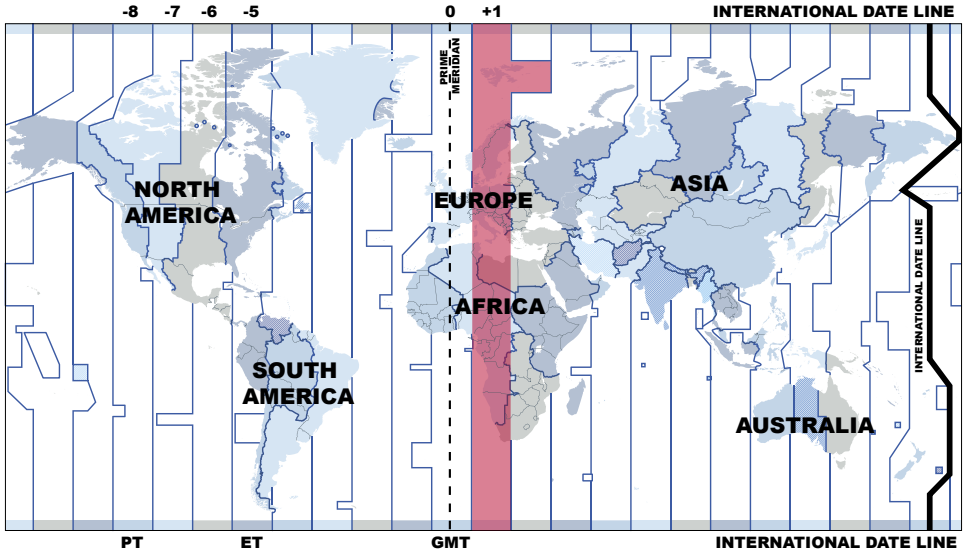 -8 -7 -6 -5 0 +1 INTERNATIONAL DATE LINE
PRIME
MERIDIAN
NORTH
AMERICA
EUROPE
ASIA
AFRICA
SOUTH
AMERICA
AUSTRALIA
INTERNATIONAL DATE LINE
PT ET GMT INTERNATIONAL DATE LINE